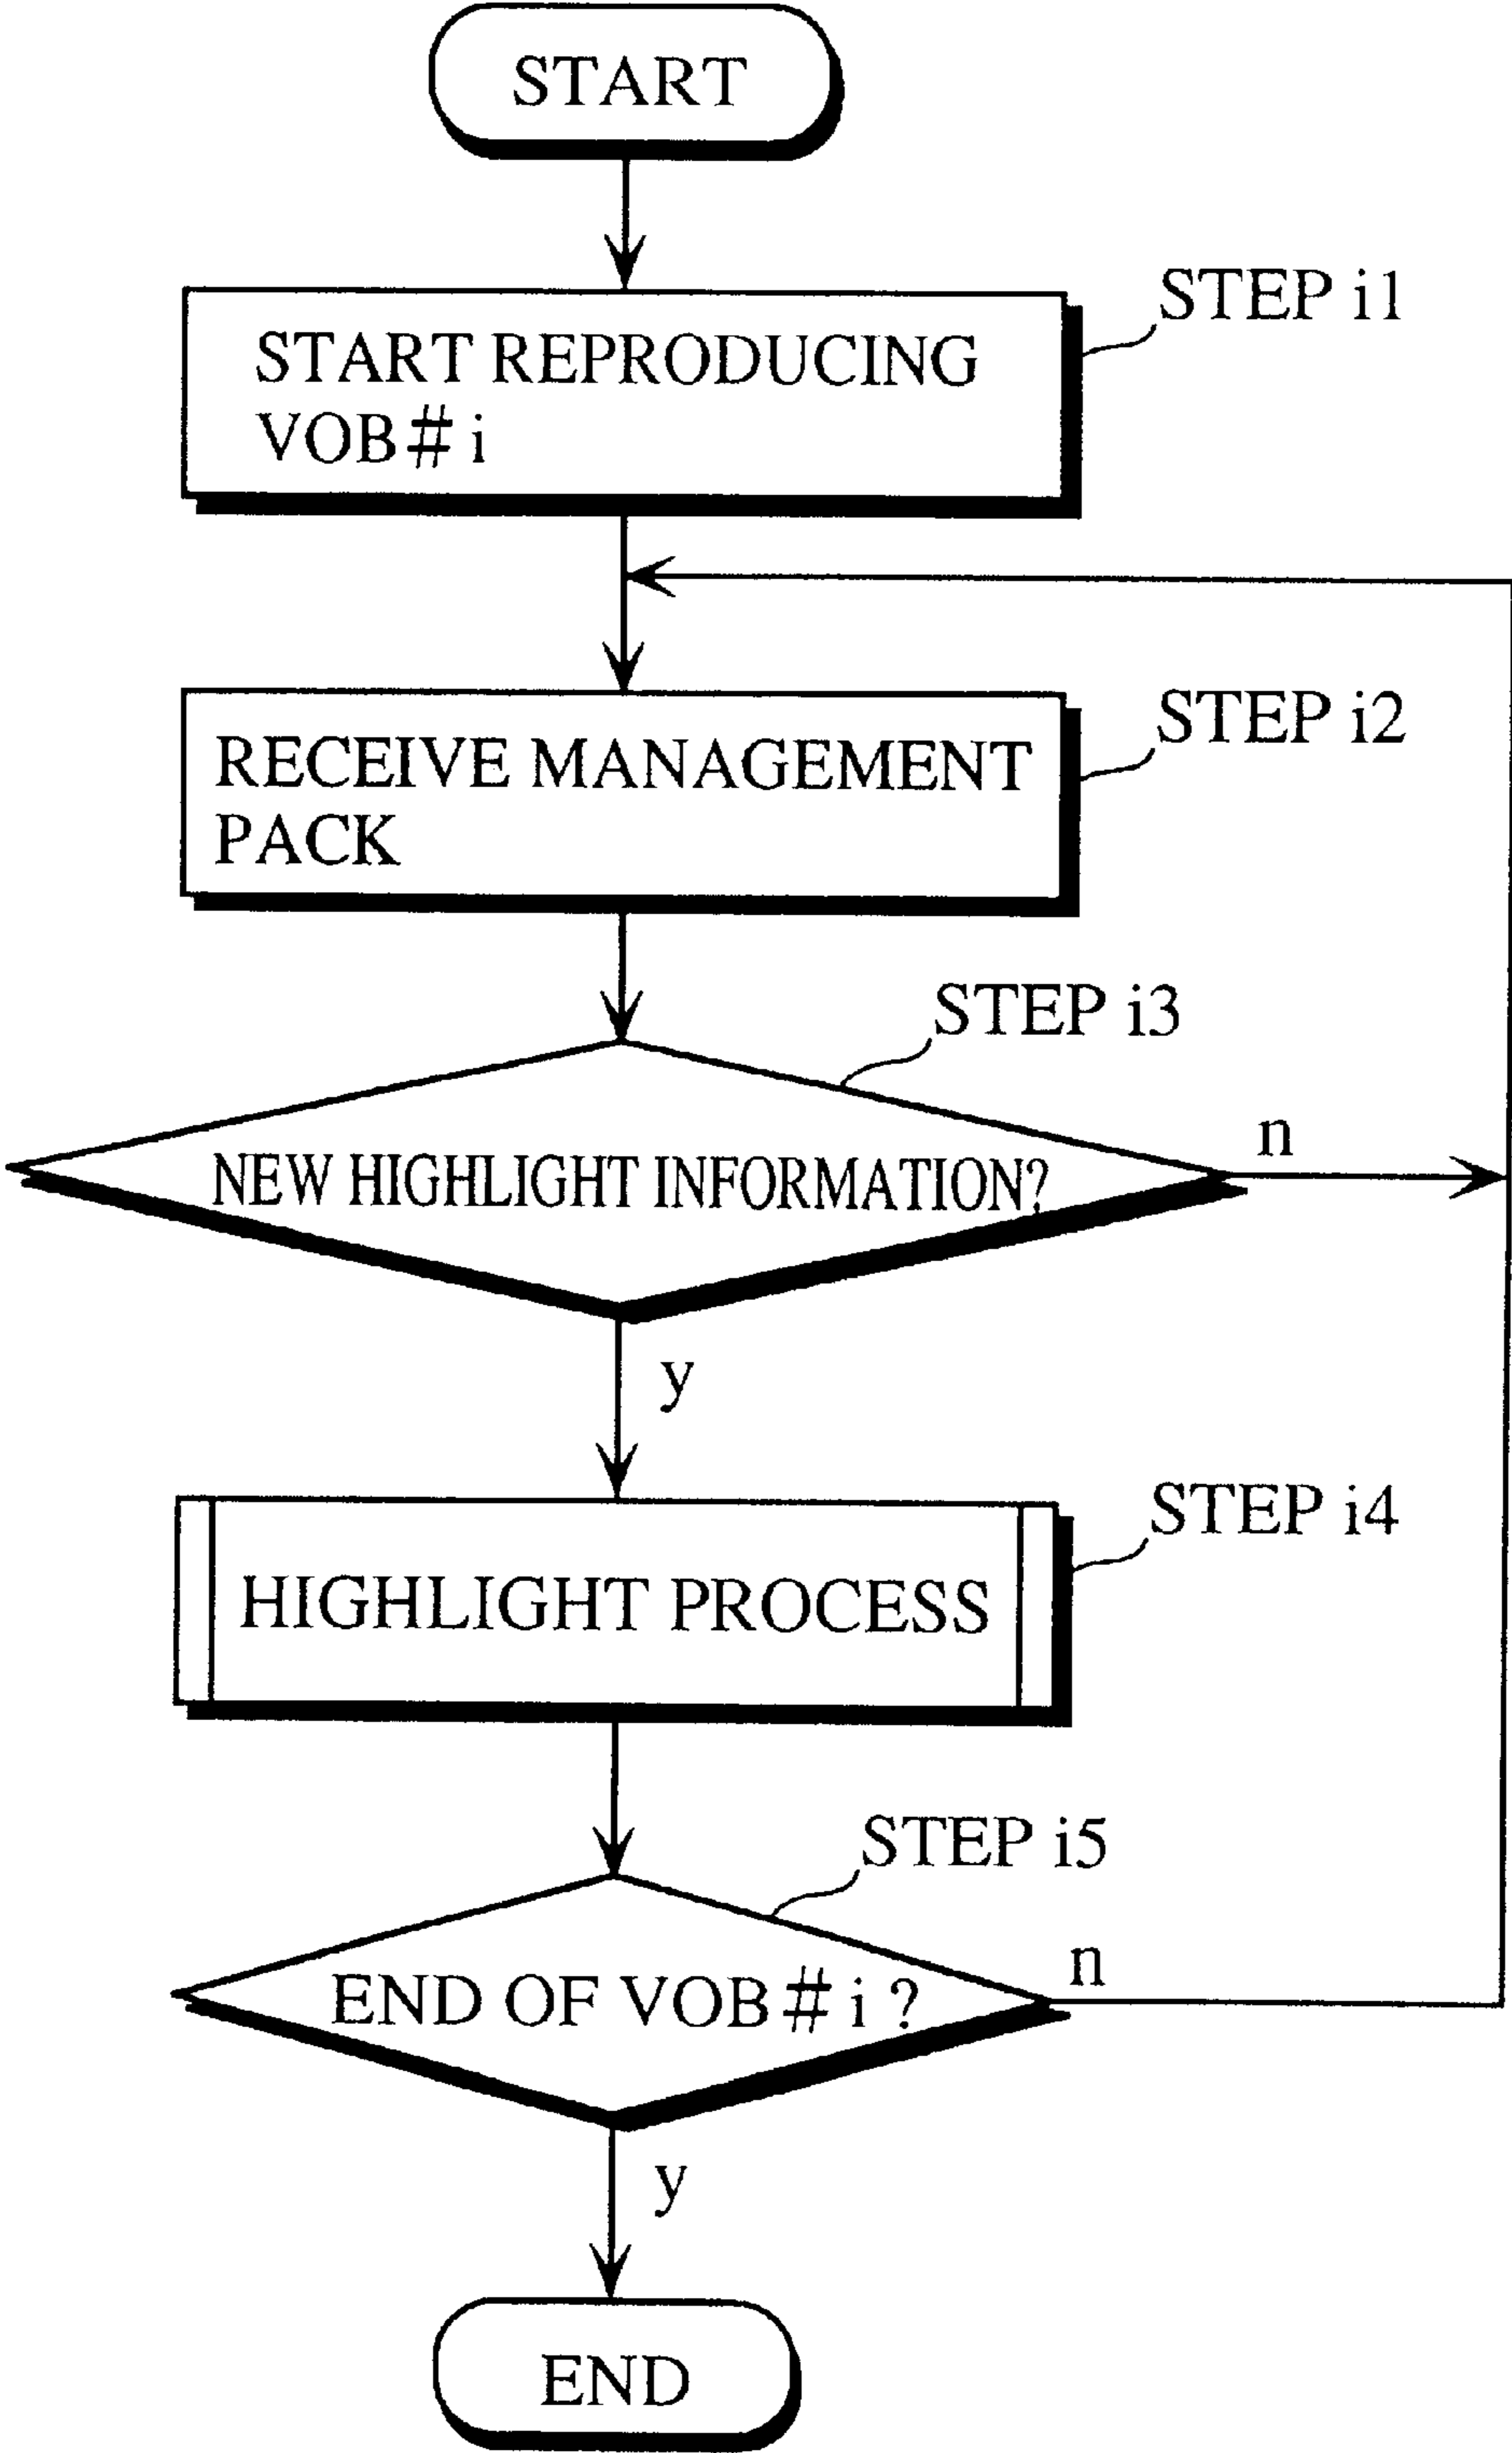 START
STEP i1
START REPRODUCING
VOB# i
STEP i2
RECEIVE MANAGEMENT
PACK
STEP i3
NEW HIGHLIGHT INFORMATION?
n
y
STEP i4
HIGHLIGHT PROCESS
STEP i5
END OF VOB# i ?
n
y
END